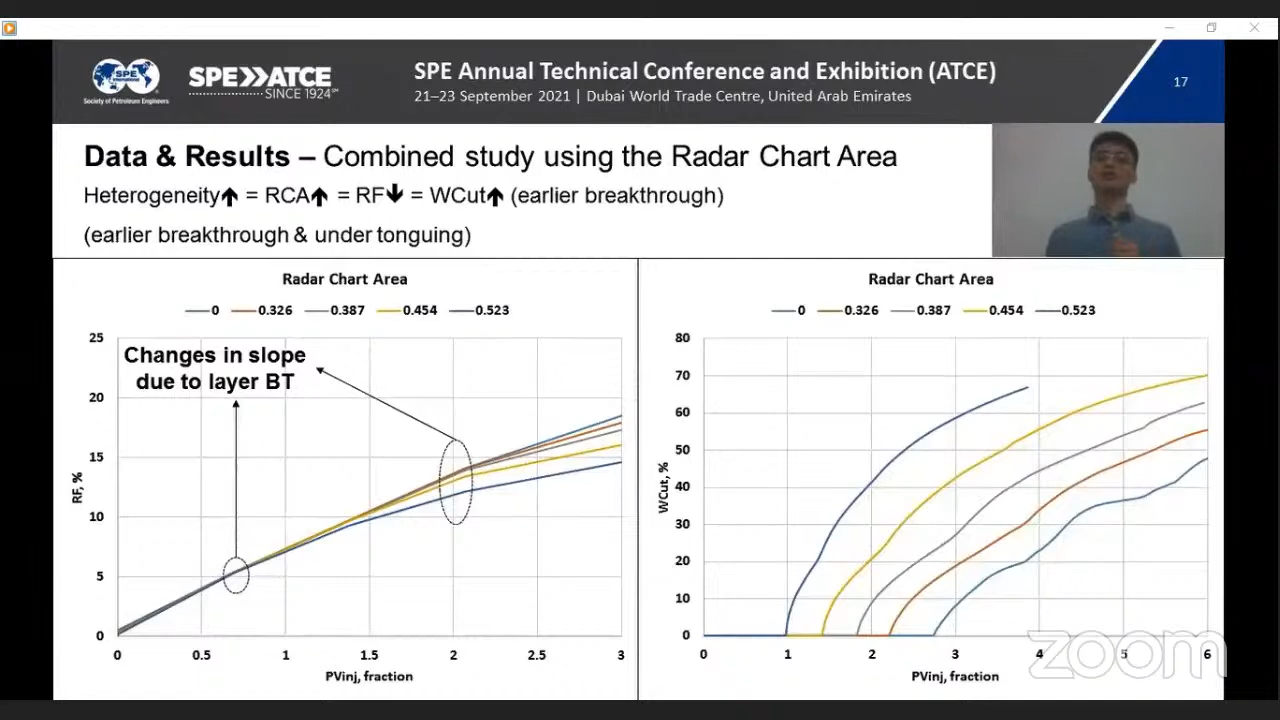 SPE
International
Society of Petroleum Engineers
SPE ATCE
SINCE 1924
SM
SPE Annual Technical Conference and Exhibition (ATCE)
21–23 September 2021 | Dubai World Trade Centre, United Arab Emirates
17
Data & Results – Combined study using the Radar Chart Area
Heterogeneity🡹 = RCA🡹 = RF🡻 = WCut🡹 (earlier breakthrough)
(earlier breakthrough & under tonguing)
Radar Chart Area
0 0.326 0.387 0.454 0.523
Changes in slope
due to layer BT
25
20
15
10
5
0
RF, %
0 0.5 1 1.5 2 2.5 3
PVinj, fraction
Radar Chart Area
0 0.326 0.387 0.454 0.523
80
70
60
50
40
30
20
10
0
WCut, %
0 1 2 3 4 5 6
PVinj, fraction
zoom